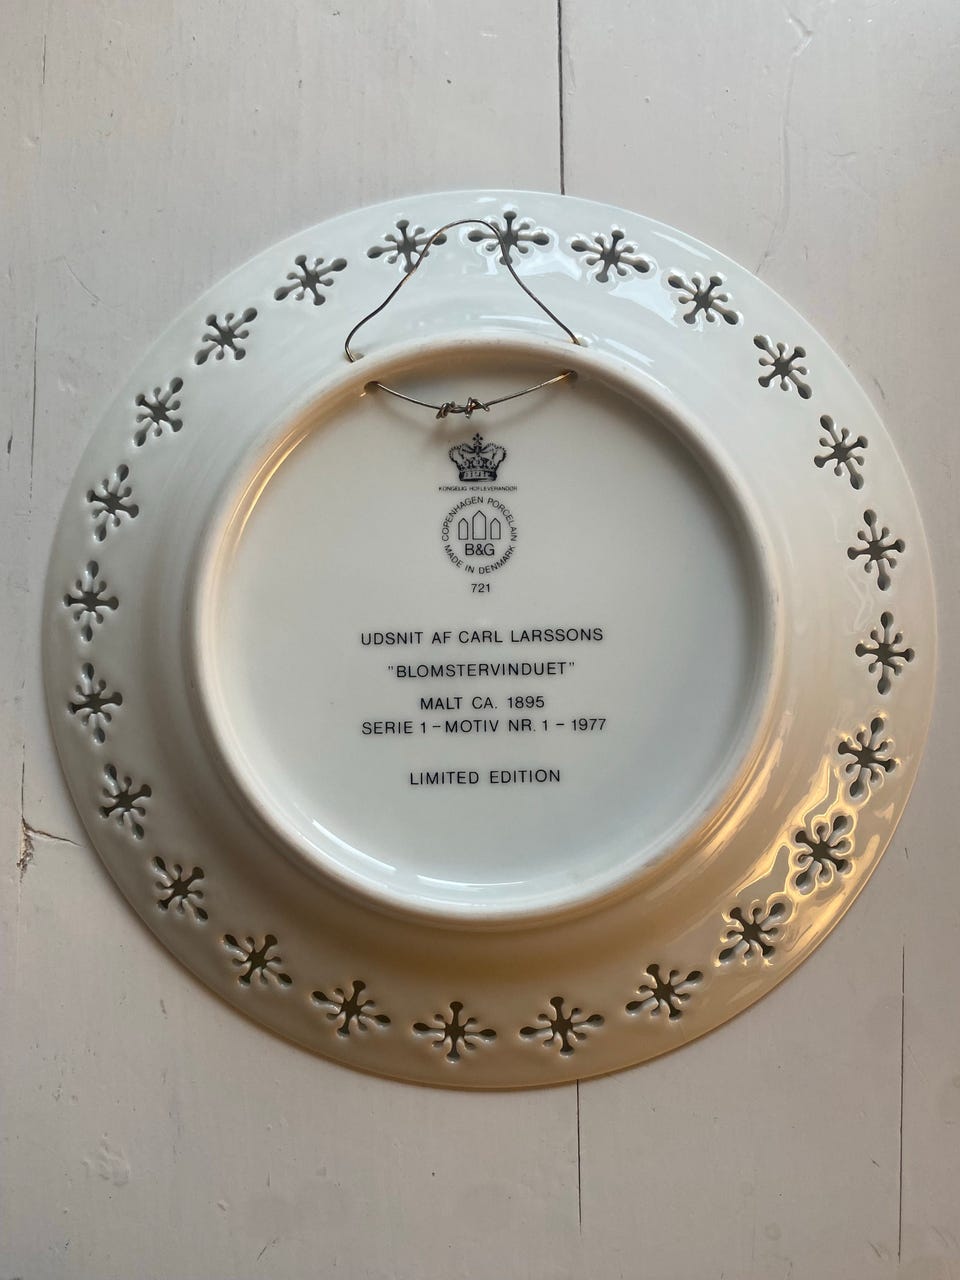 KONGELIG HOFLEVERANDØR
COPENHAGEN PORCELAIN
B&G
MADE IN DENMARK
721
UDSNIT AF CARL LARSSONS
"BLOMSTERVINDUET"
MALT CA. 1895
SERIE 1 – MOTIV NR. 1 – 1977
LIMITED EDITION